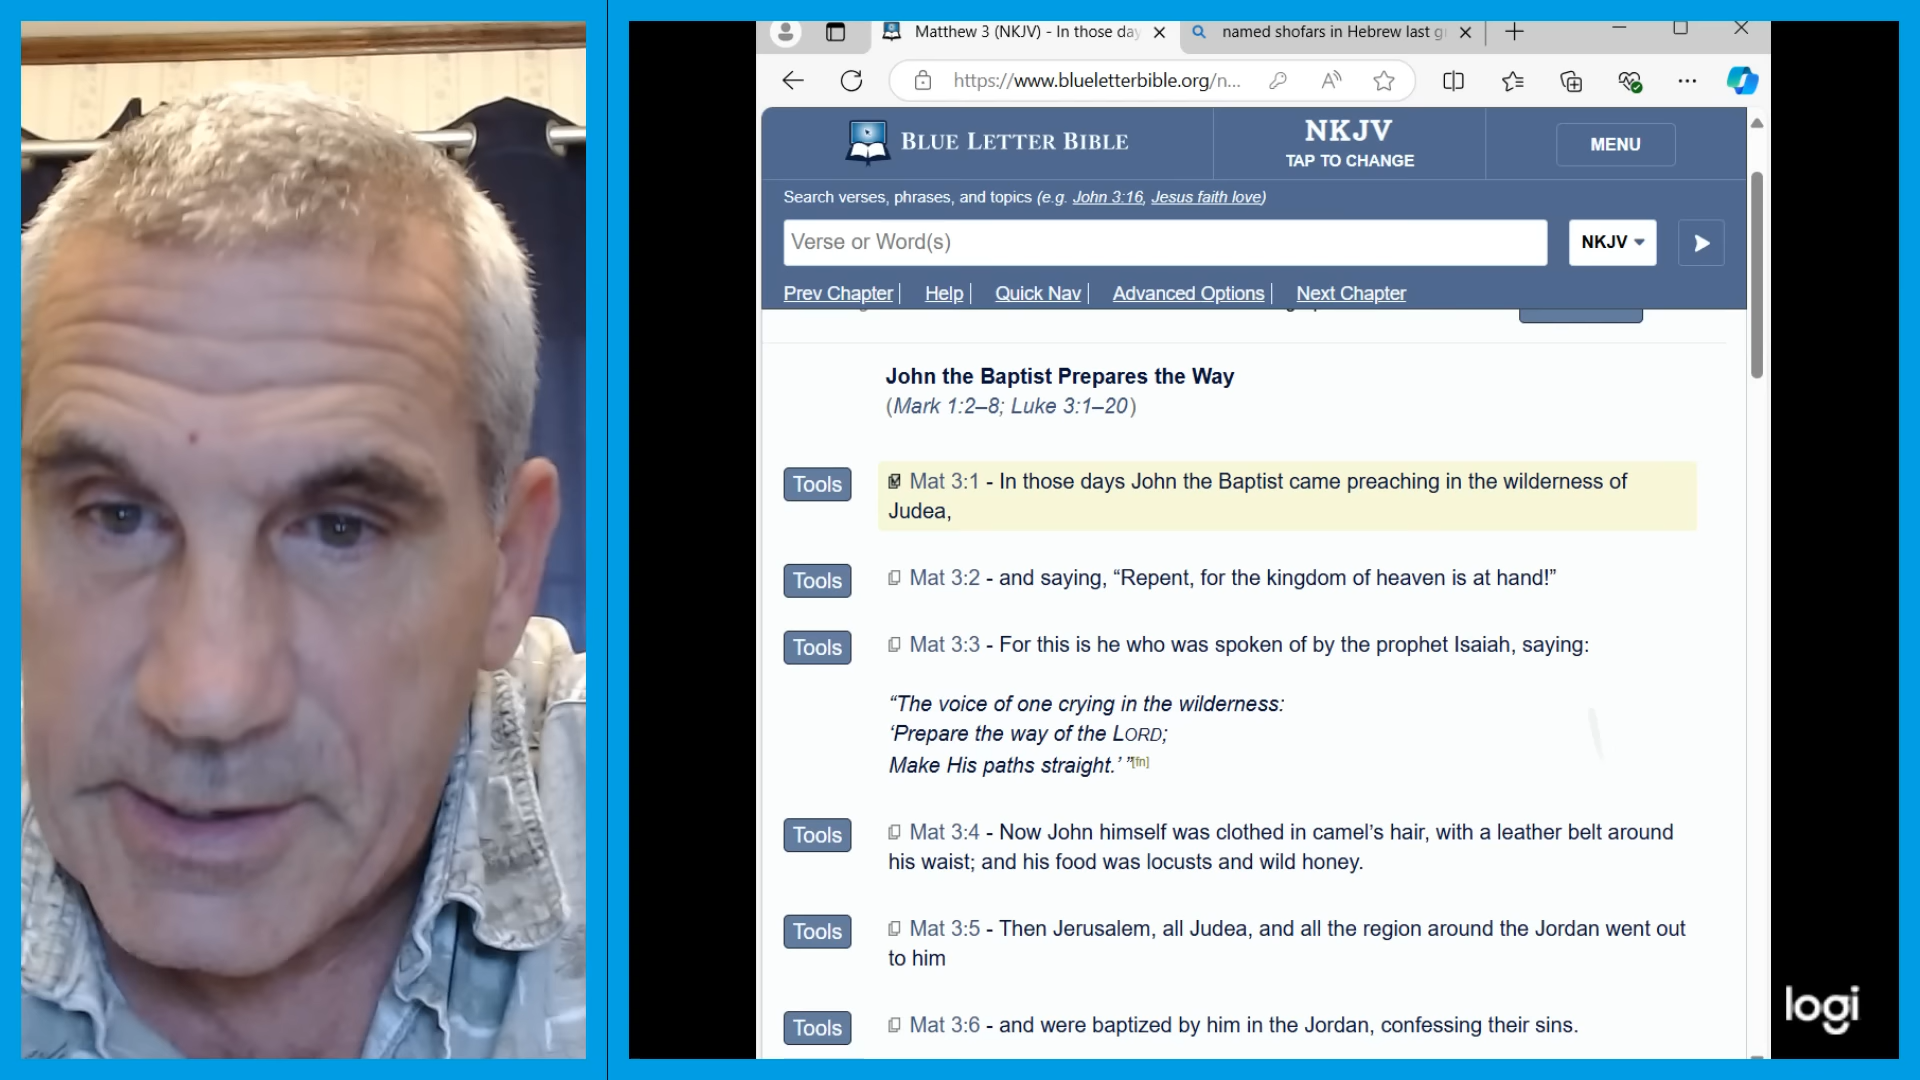 Matthew 3 (NKJV) - In those day
named shofars in Hebrew last g
https://www.blueletterbible.org/n...
BLUE LETTER BIBLE
NKJV
TAP TO CHANGE
MENU
Search verses, phrases, and topics (e.g. John 3:16, Jesus faith love)
Verse or Word(s)
NKJV
Prev Chapter | Help | Quick Nav | Advanced Options | Next Chapter
John the Baptist Prepares the Way
(Mark 1:2–8; Luke 3:1–20)
Tools Mat 3:1 - In those days John the Baptist came preaching in the wilderness of
Judea,
Tools Mat 3:2 - and saying, “Repent, for the kingdom of heaven is at hand!”
Tools Mat 3:3 - For this is he who was spoken of by the prophet Isaiah, saying:
“The voice of one crying in the wilderness:
‘Prepare the way of the LORD;
Make His paths straight.’ ”[fn]
Tools Mat 3:4 - Now John himself was clothed in camel’s hair, with a leather belt around
his waist; and his food was locusts and wild honey.
Tools Mat 3:5 - Then Jerusalem, all Judea, and all the region around the Jordan went out
to him
Tools Mat 3:6 - and were baptized by him in the Jordan, confessing their sins.
logi